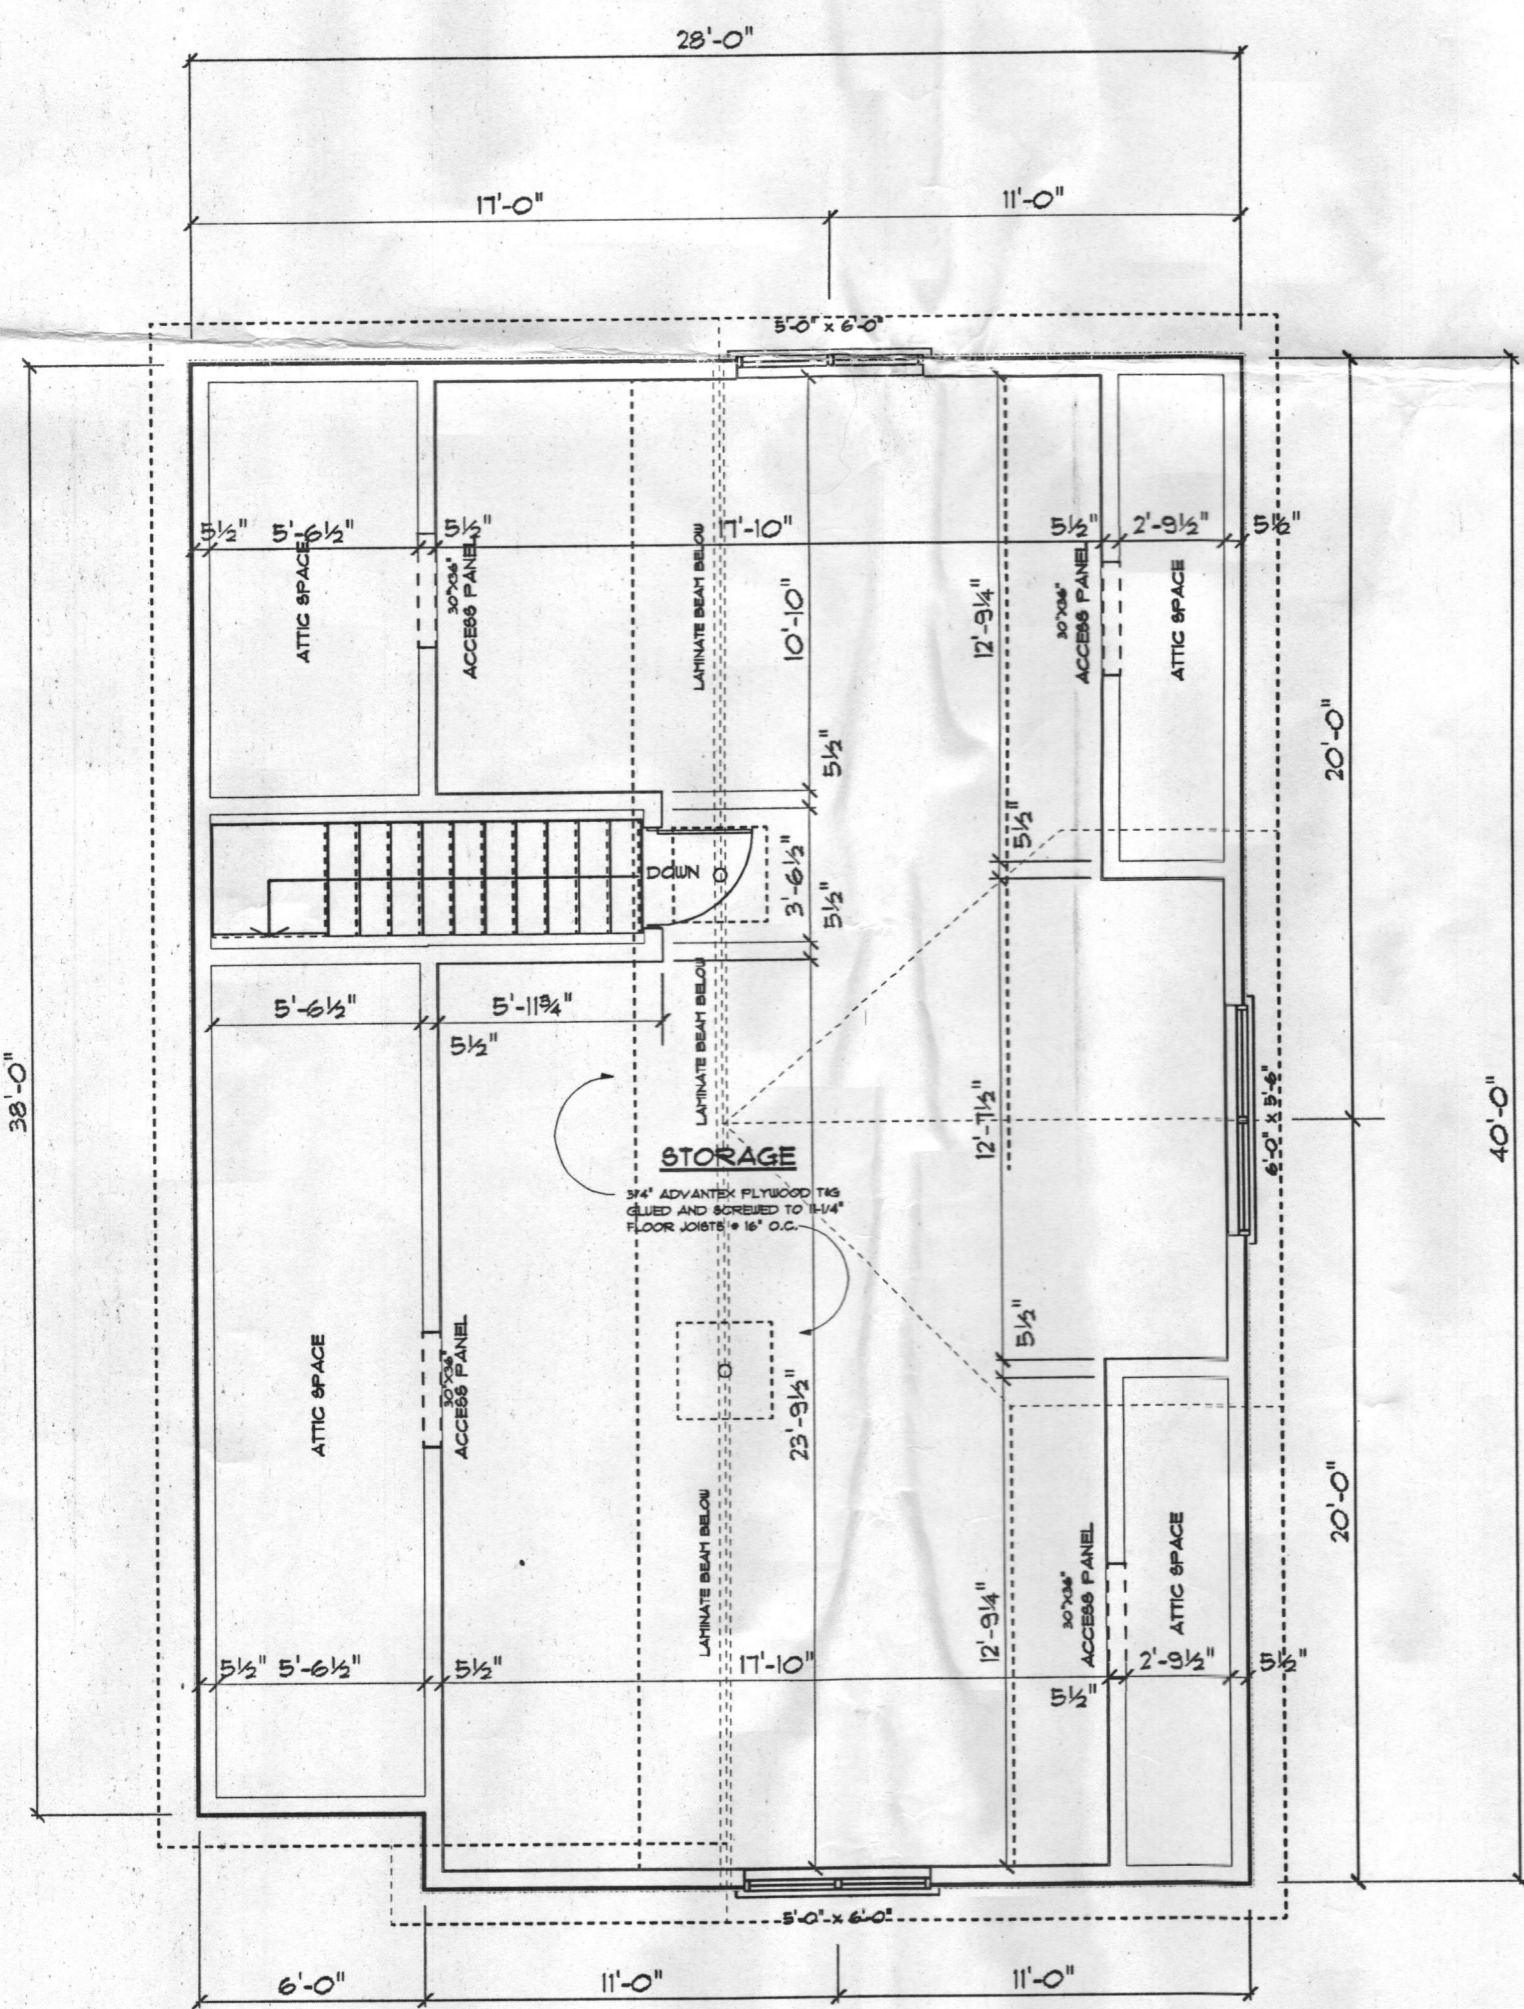 28'-0"
17'-0"
11'-0"
5'-0" x 6'-0"
5½"
5'-6½"
5½"
17'-10"
5½"
2'-9½"
5½"
ATTIC SPACE
30"X36"
ACCESS PANEL
LAMINATE BEAM BELOW
10'-10"
12'-9¼"
30"X36"
ACCESS PANEL
ATTIC SPACE
20'-0"
5½"
5½"
DOWN
3'-6½"
5½"
5'-6½"
5'-11¾"
5½"
LAMINATE BEAM BELOW
38'-0"
12'-7½"
6'-0" x 5'-6"
40'-0"
STORAGE
3/4" ADVANTEX PLYWOOD T&G
GLUED AND SCREWED TO 11-1/4"
FLOOR JOISTS @ 16" O.C.
5½"
ATTIC SPACE
30"X36"
ACCESS PANEL
23'-9½"
20'-0"
LAMINATE BEAM BELOW
12'-9¼"
30"X36"
ACCESS PANEL
ATTIC SPACE
5½"
5'-6½"
5½"
17'-10"
5½"
2'-9½"
5½"
5'-0" x 6'-0"
6'-0"
11'-0"
11'-0"